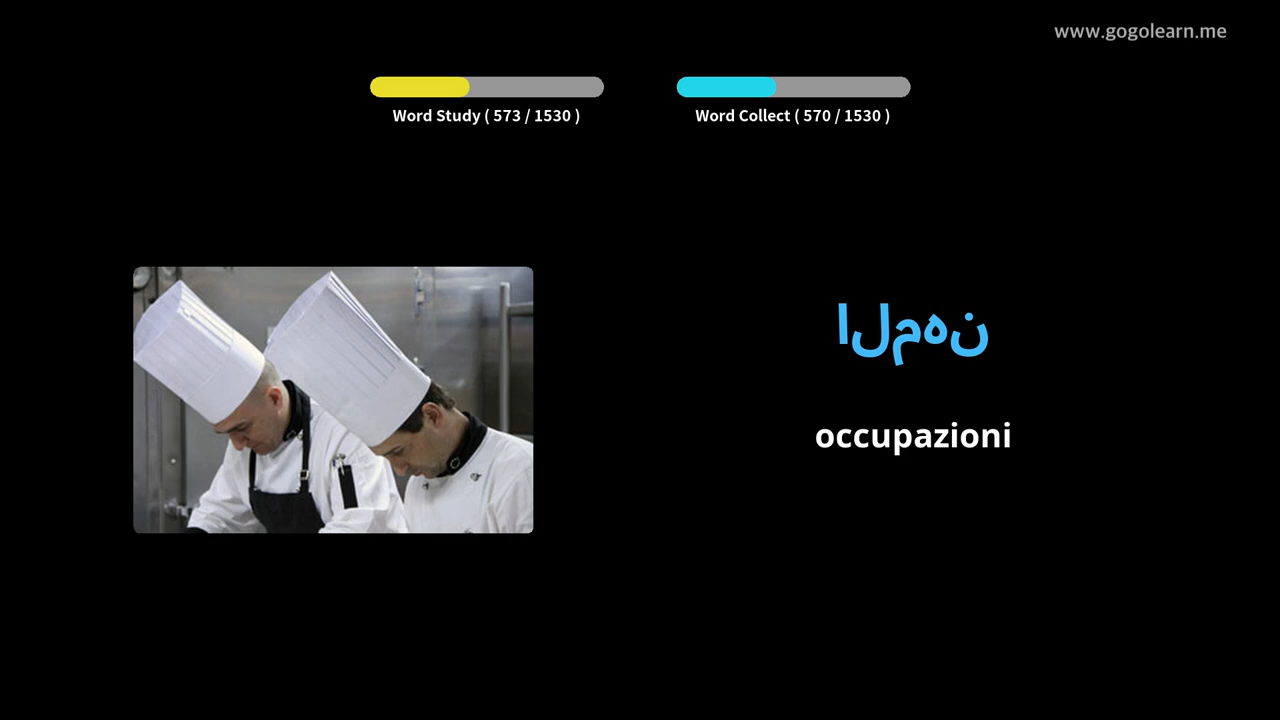 www.gogolearn.me
Word Study ( 573 / 1530 )
Word Collect ( 570 / 1530 )
المهن
occupazioni